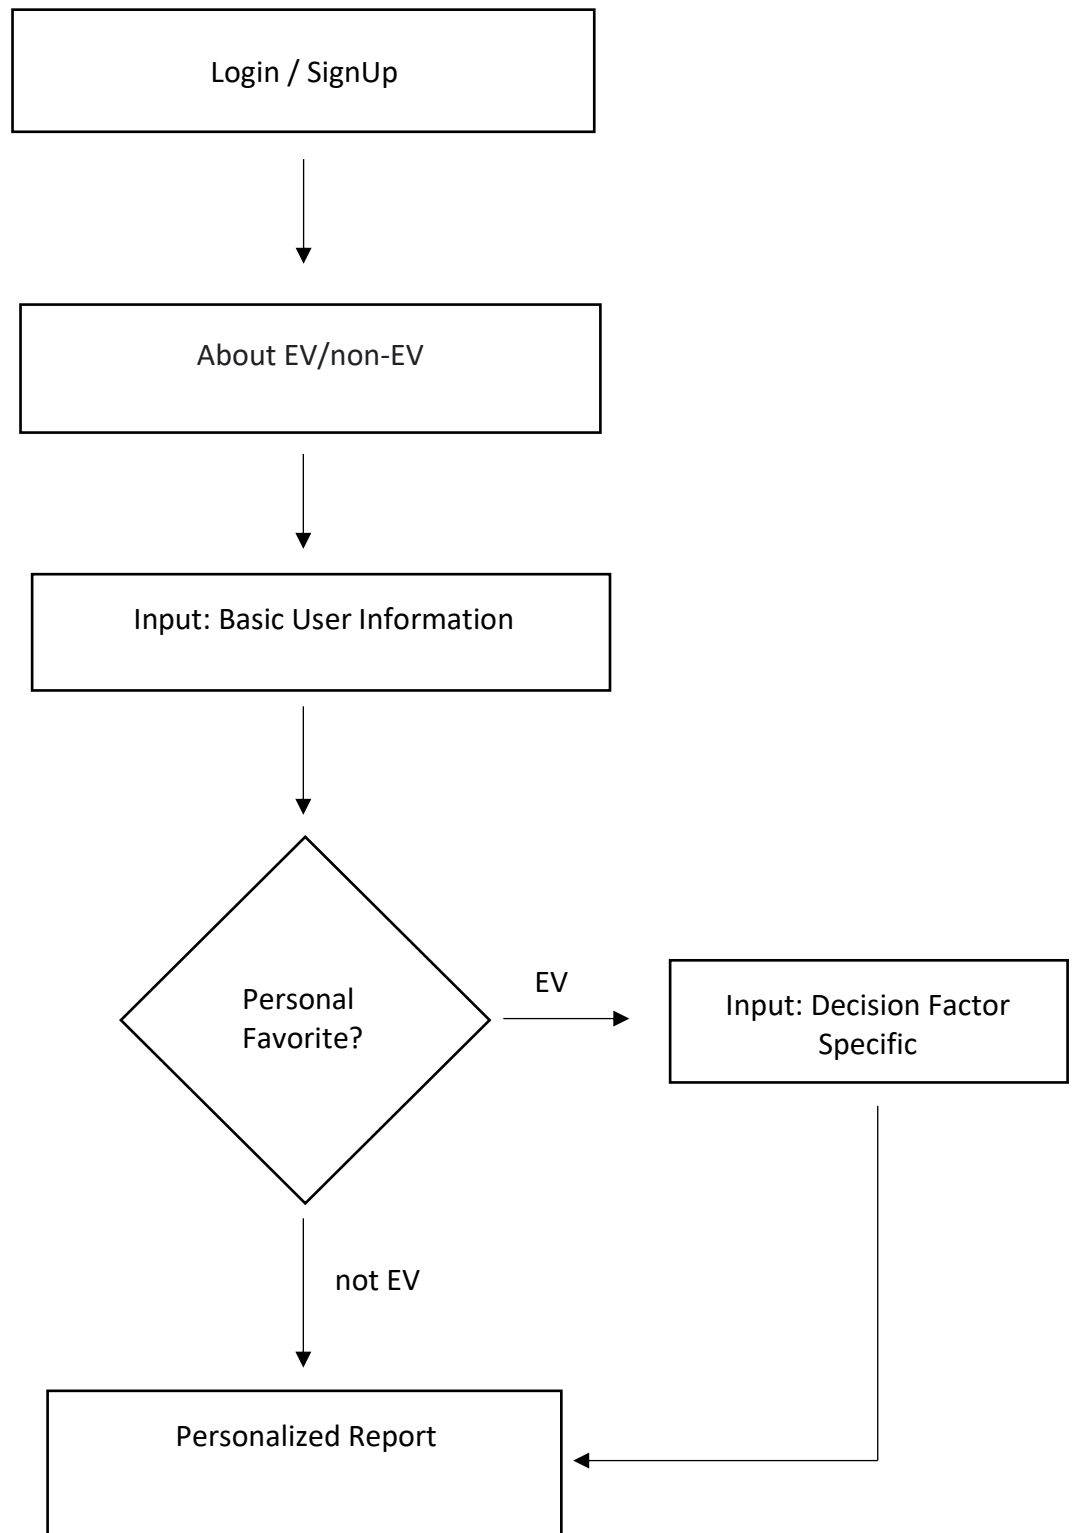 Login / SignUp
About EV/non-EV
Input: Basic User Information
Personal
Favorite?
EV
Input: Decision Factor
Specific
not EV
Personalized Report